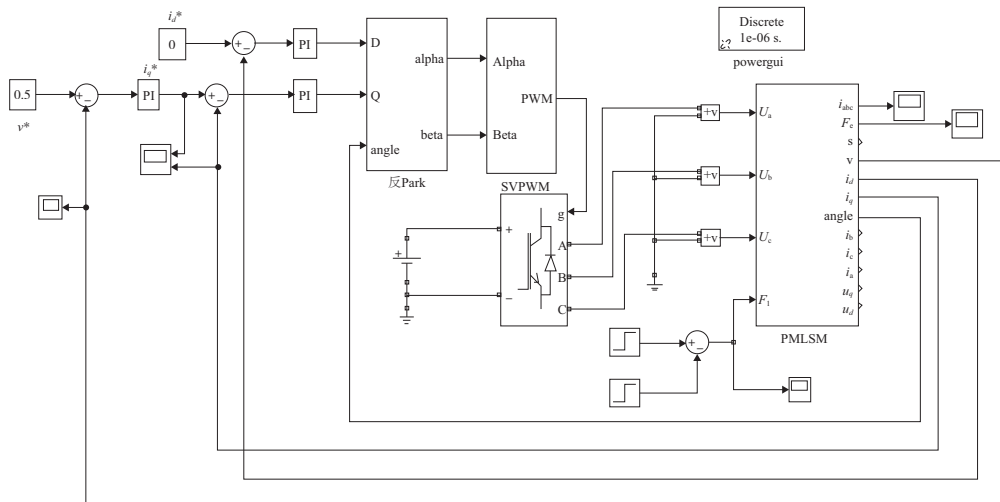 i_d*
0
PI
D
alpha
Alpha
Discrete
1e-06 s.
powergui
0.5
v*
i_q*
PI
PI
Q
PWM
beta
Beta
angle
反Park
SVPWM
g
+
A
B
−
C
+
+v
+v
+v
U_a
U_b
U_c
F_1
i_abc
F_e
s
v
i_d
i_q
angle
i_b
i_c
i_a
u_q
u_d
PMLSM
+
−
+
−
+
−
+
−